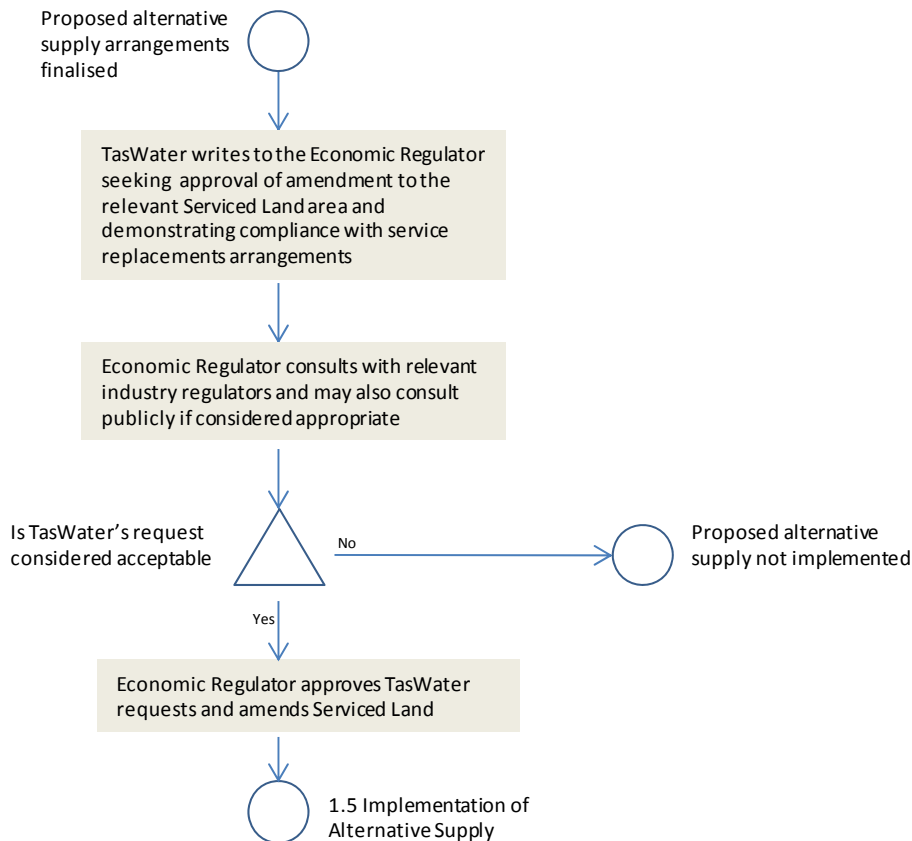 Proposed alternative
supply arrangements
finalised
TasWater writes to the Economic Regulator
seeking approval of amendment to the
relevant Serviced Land area and
demonstrating compliance with service
replacements arrangements
Economic Regulator consults with relevant
industry regulators and may also consult
publicly if considered appropriate
Is TasWater’s request
considered acceptable
No
Proposed alternative
supply not implemented
Yes
Economic Regulator approves TasWater
requests and amends Serviced Land
1.5 Implementation of
Alternative Supply